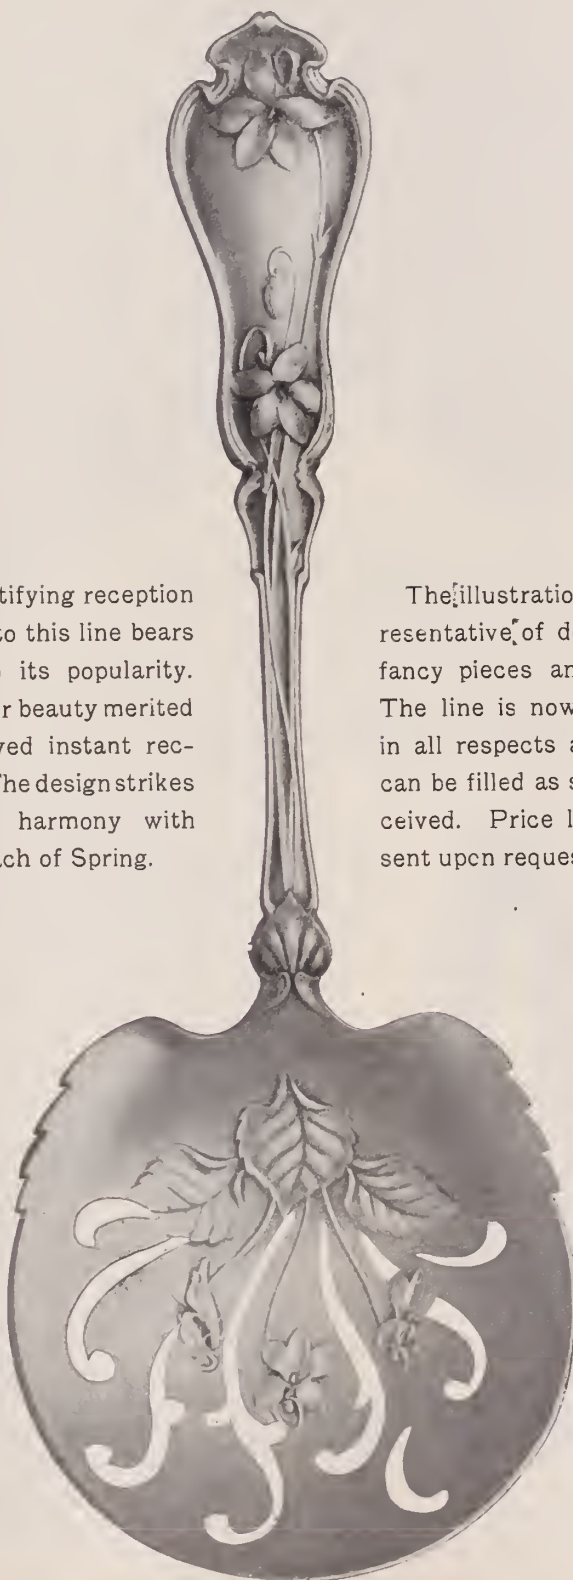 tifying reception
to this line bears
its popularity.
r beauty merited
ved instant rec-
The design strikes
harmony with
ach of Spring.
The illustratio
resentative of d
fancy pieces an
The line is now
in all respects a
can be filled as s
ceived. Price l
sent upon reques